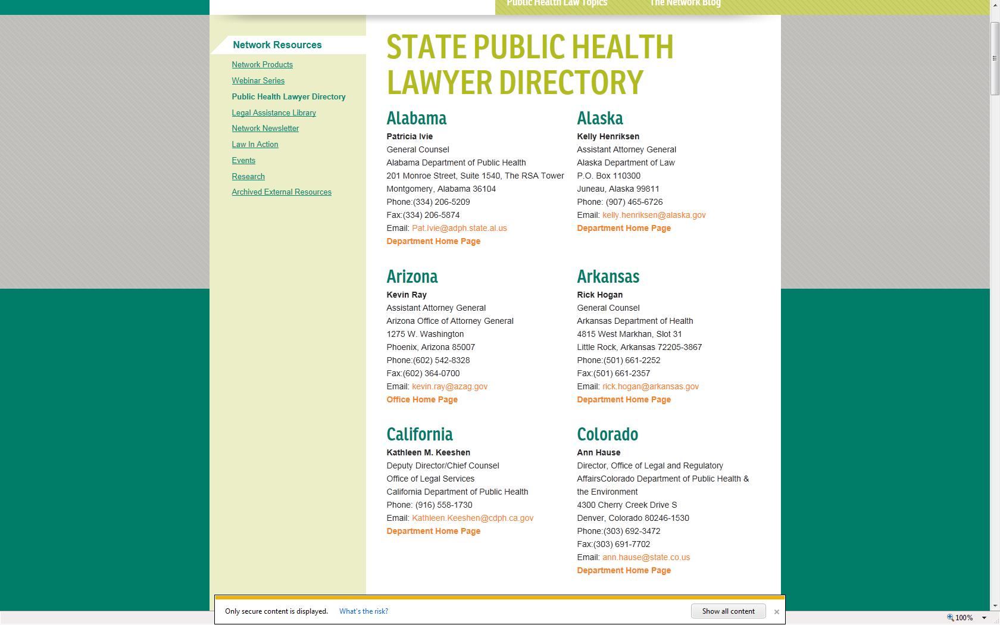 Public Health Law Topics
The Network Blog
Network Resources
Network Products
Webinar Series
Public Health Lawyer Directory
Legal Assistance Library
Network Newsletter
Law In Action
Events
Research
Archived External Resources
STATE PUBLIC HEALTH
LAWYER DIRECTORY
Alabama
Patricia Ivie
General Counsel
Alabama Department of Public Health
201 Monroe Street, Suite 1540, The RSA Tower
Montgomery, Alabama 36104
Phone:(334) 206-5209
Fax:(334) 206-5874
Email: Pat.Ivie@adph.state.al.us
Department Home Page
Alaska
Kelly Henriksen
Assistant Attorney General
Alaska Department of Law
P.O. Box 110300
Juneau, Alaska 99811
Phone: (907) 465-6726
Email: kelly.henriksen@alaska.gov
Department Home Page
Arizona
Kevin Ray
Assistant Attorney General
Arizona Office of Attorney General
1275 W. Washington
Phoenix, Arizona 85007
Phone:(602) 542-8328
Fax:(602) 364-0700
Email: kevin.ray@azag.gov
Office Home Page
Arkansas
Rick Hogan
General Counsel
Arkansas Department of Health
4815 West Markhan, Slot 31
Little Rock, Arkansas 72205-3867
Phone:(501) 661-2252
Fax:(501) 661-2357
Email: rick.hogan@arkansas.gov
Department Home Page
California
Kathleen M. Keeshen
Deputy Director/Chief Counsel
Office of Legal Services
California Department of Public Health
Phone: (916) 558-1730
Email: Kathleen.Keeshen@cdph.ca.gov
Department Home Page
Colorado
Ann Hause
Director, Office of Legal and Regulatory
AffairsColorado Department of Public Health &
the Environment
4300 Cherry Creek Drive S
Denver, Colorado 80246-1530
Phone:(303) 692-3472
Fax:(303) 691-7702
Email: ann.hause@state.co.us
Department Home Page
Only secure content is displayed. What's the risk?
Show all content
100%